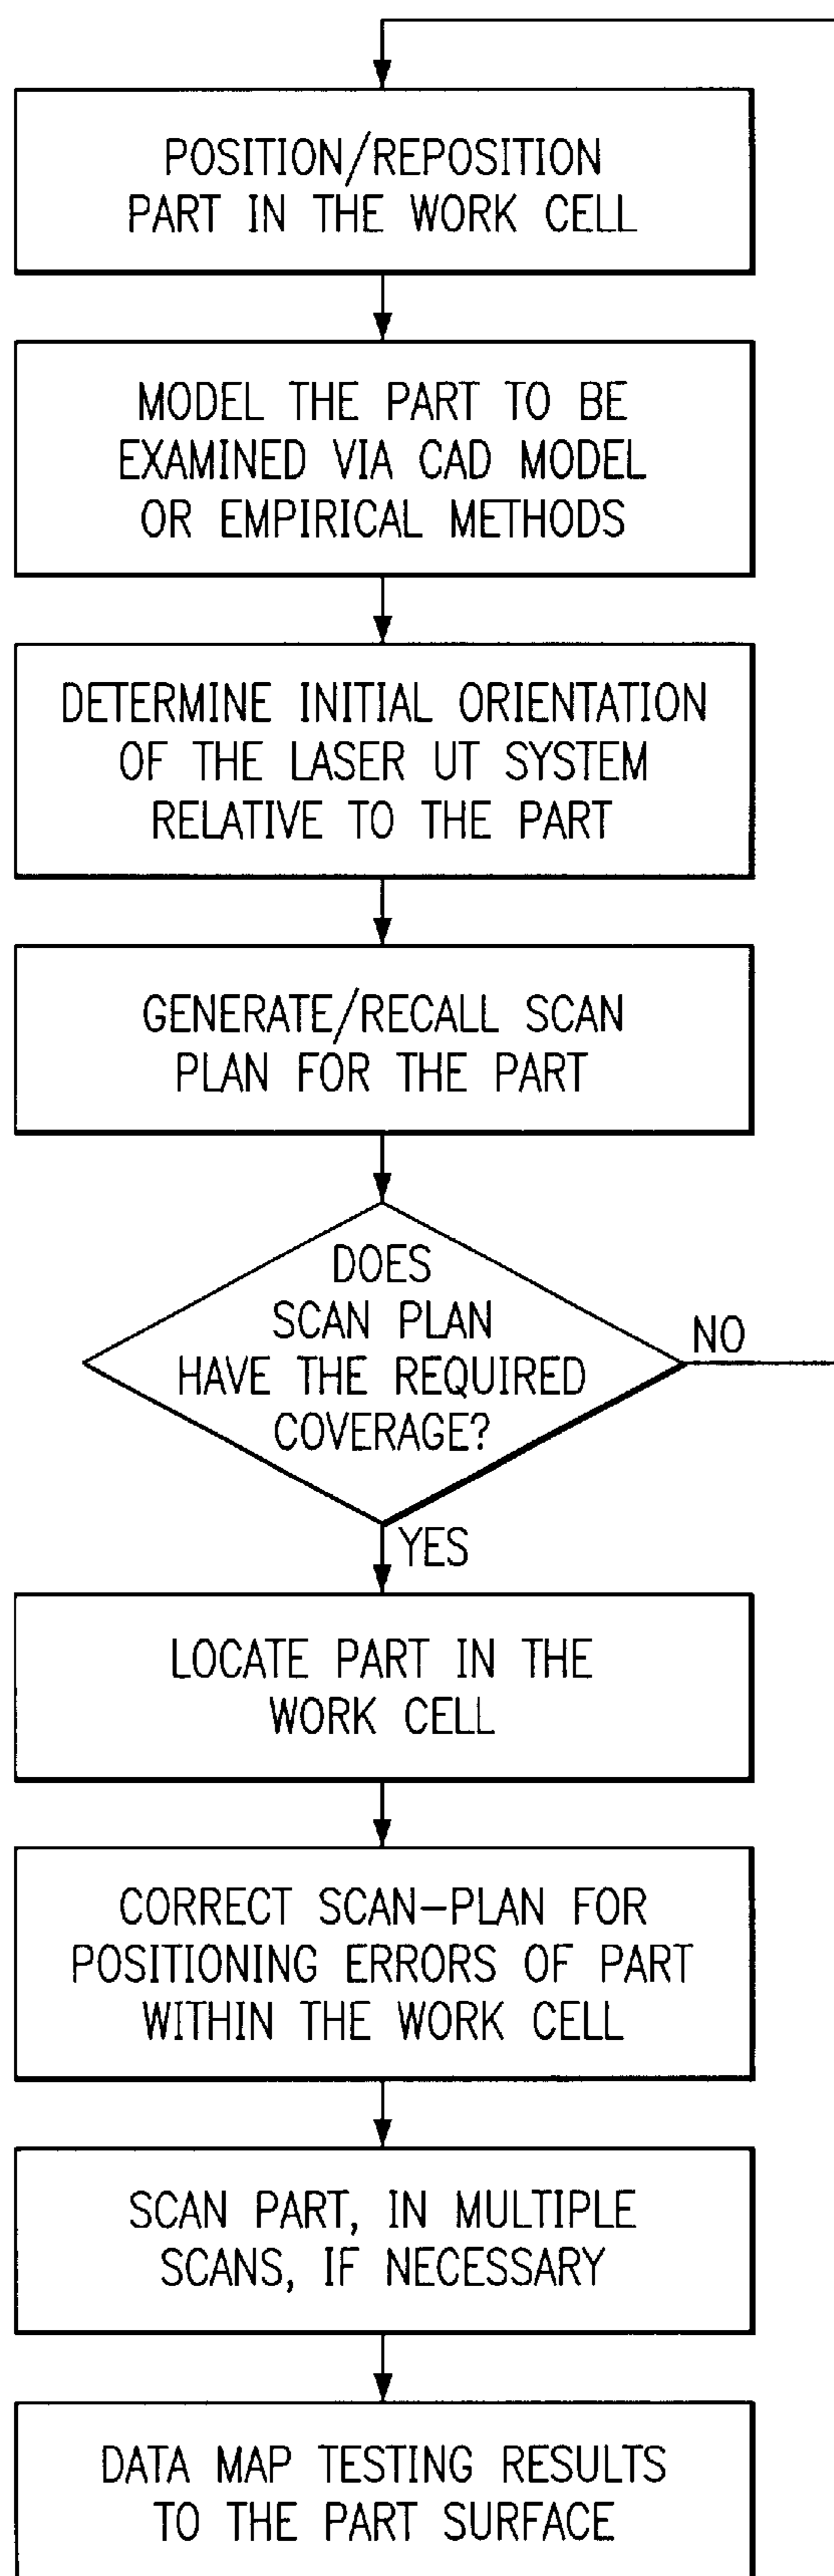 POSITION/REPOSITION
PART IN THE WORK CELL
MODEL THE PART TO BE
EXAMINED VIA CAD MODEL
OR EMPIRICAL METHODS
DETERMINE INITIAL ORIENTATION
OF THE LASER UT SYSTEM
RELATIVE TO THE PART
GENERATE/RECALL SCAN
PLAN FOR THE PART
DOES
SCAN PLAN
HAVE THE REQUIRED
COVERAGE?
NO
YES
LOCATE PART IN THE
WORK CELL
CORRECT SCAN-PLAN FOR
POSITIONING ERRORS OF PART
WITHIN THE WORK CELL
SCAN PART, IN MULTIPLE
SCANS, IF NECESSARY
DATA MAP TESTING RESULTS
TO THE PART SURFACE